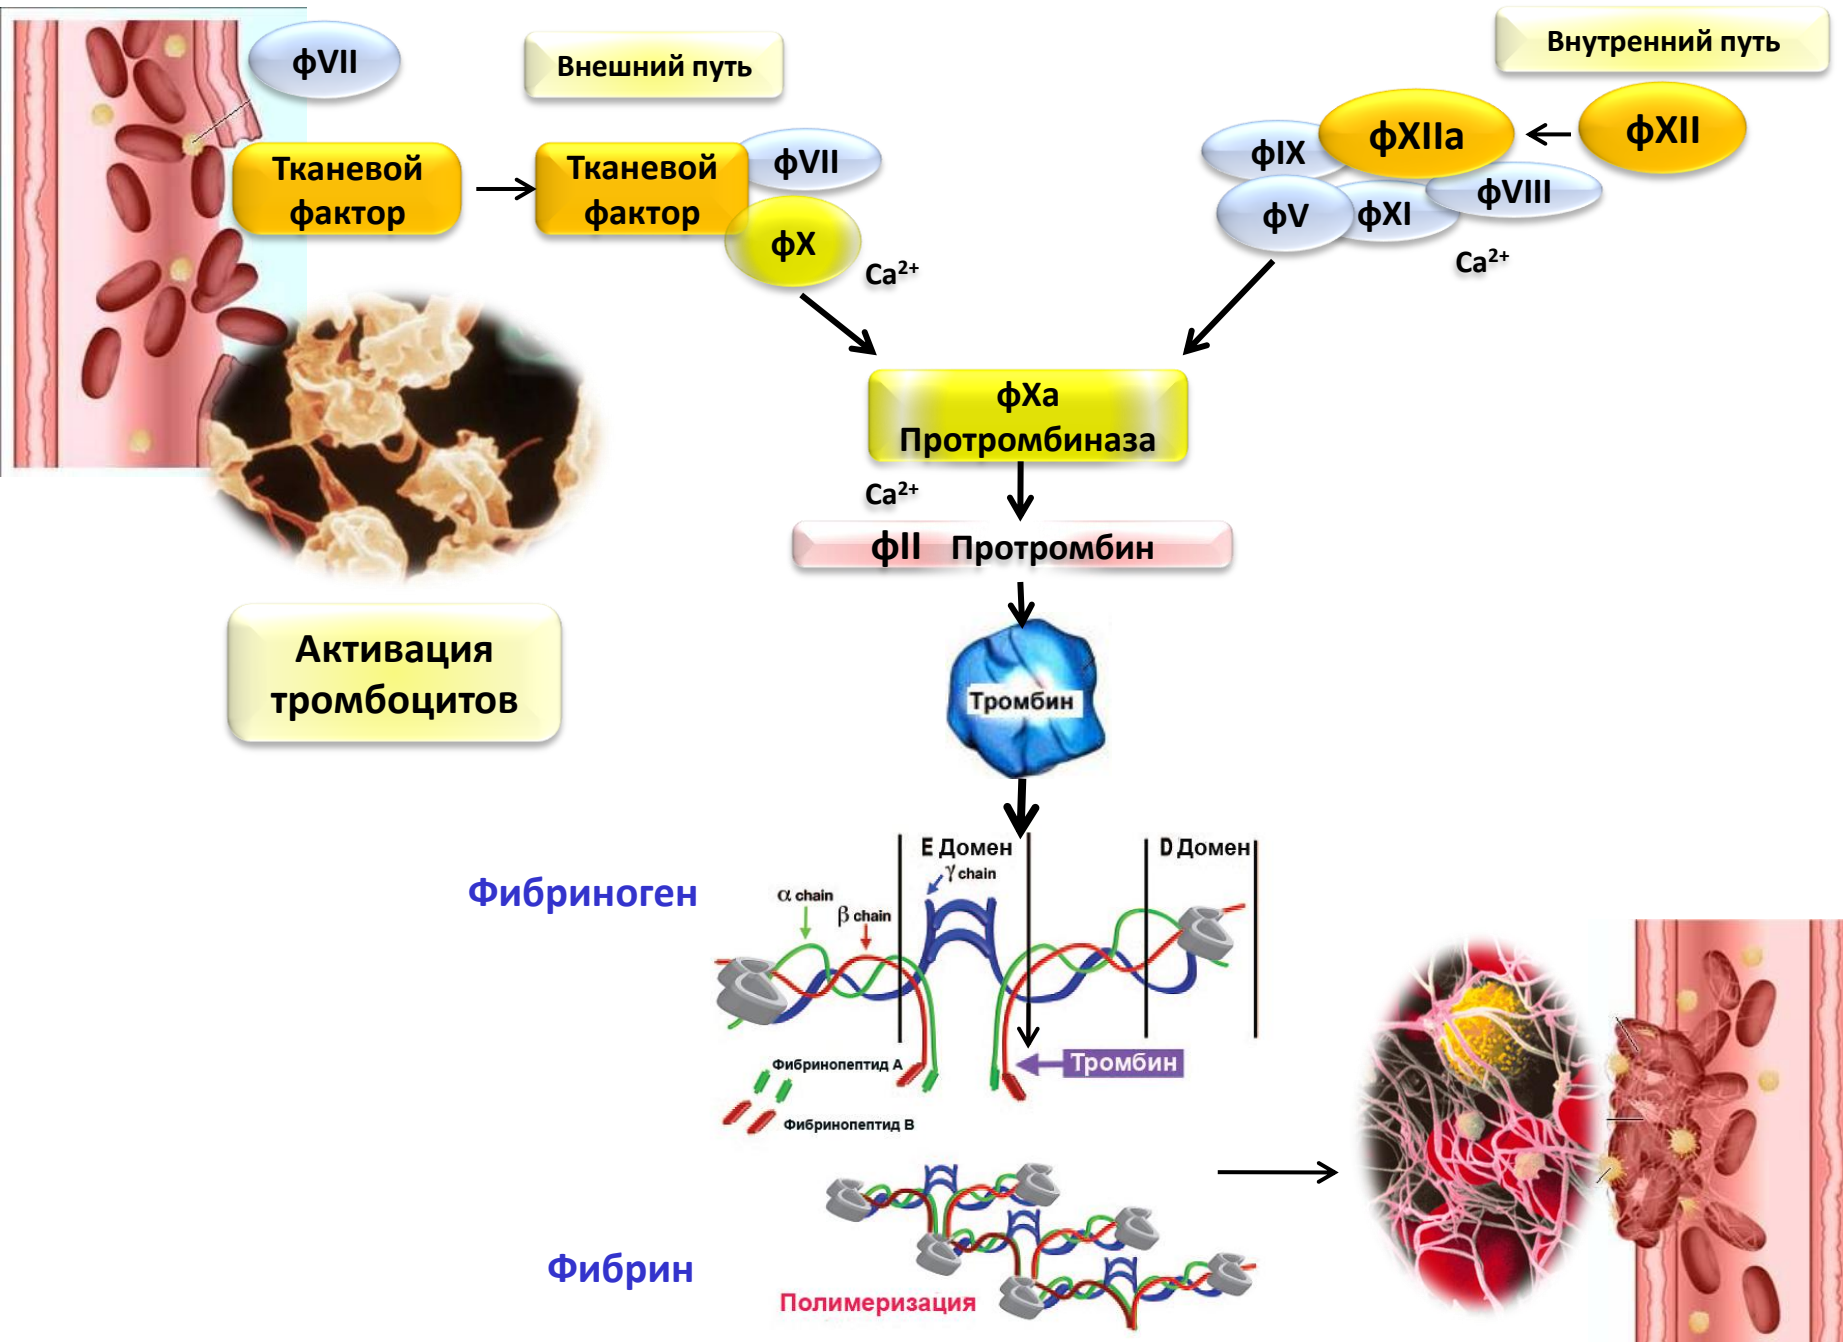 фVII
Внешний путь
Внутренний путь
Тканевой
фактор
Тканевой
фактор
фVII
фX
Ca²⁺
фIX
фXIIa
фXII
фV
фXI
фVIII
Ca²⁺
фXa
Протромбиназа
Ca²⁺
фII Протромбин
Активация
тромбоцитов
Тромбин
Фибриноген
E Домен
D Домен
γ chain
α chain
β chain
Фибринопептид A
Тромбин
Фибринопептид B
Фибрин
Полимеризация